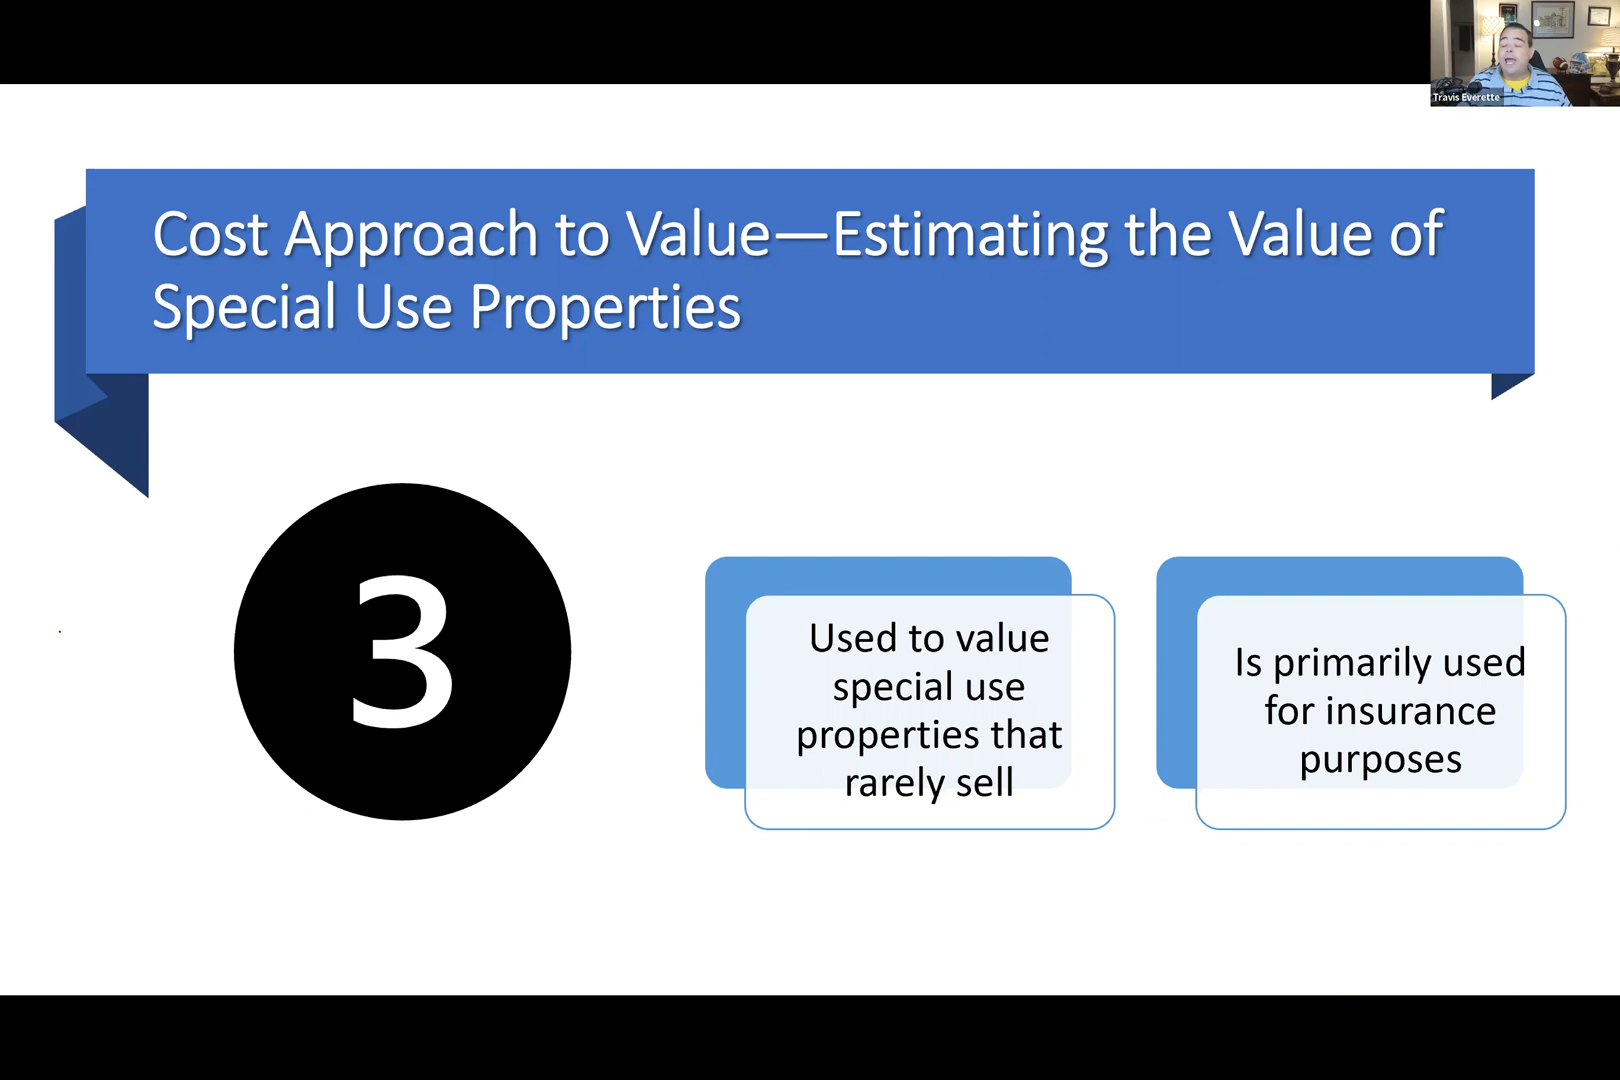 Travis Everette
Cost Approach to Value—Estimating the Value of
Special Use Properties
3
Used to value
special use
properties that
rarely sell
Is primarily used
for insurance
purposes